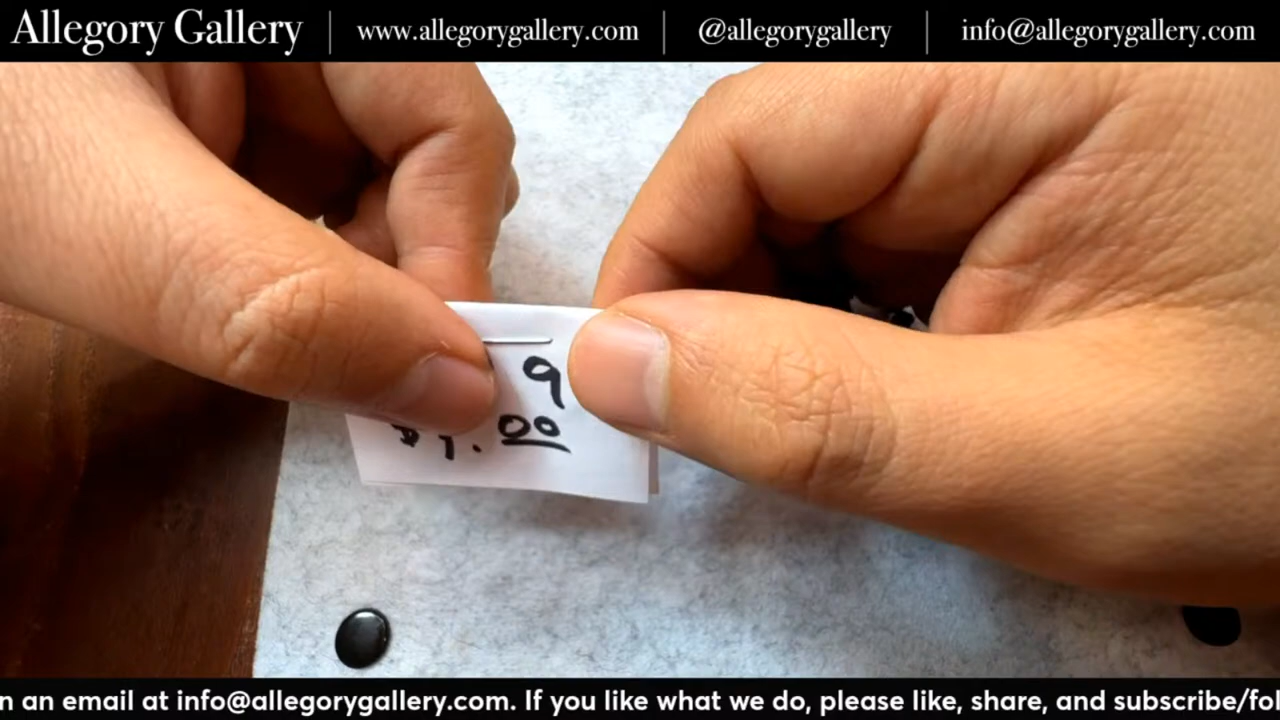 Allegory Gallery
www.allegorygallery.com
@allegorygallery
info@allegorygallery.com
9
.00
n an email at info@allegorygallery.com. If you like what we do, please like, share, and subscribe/fol